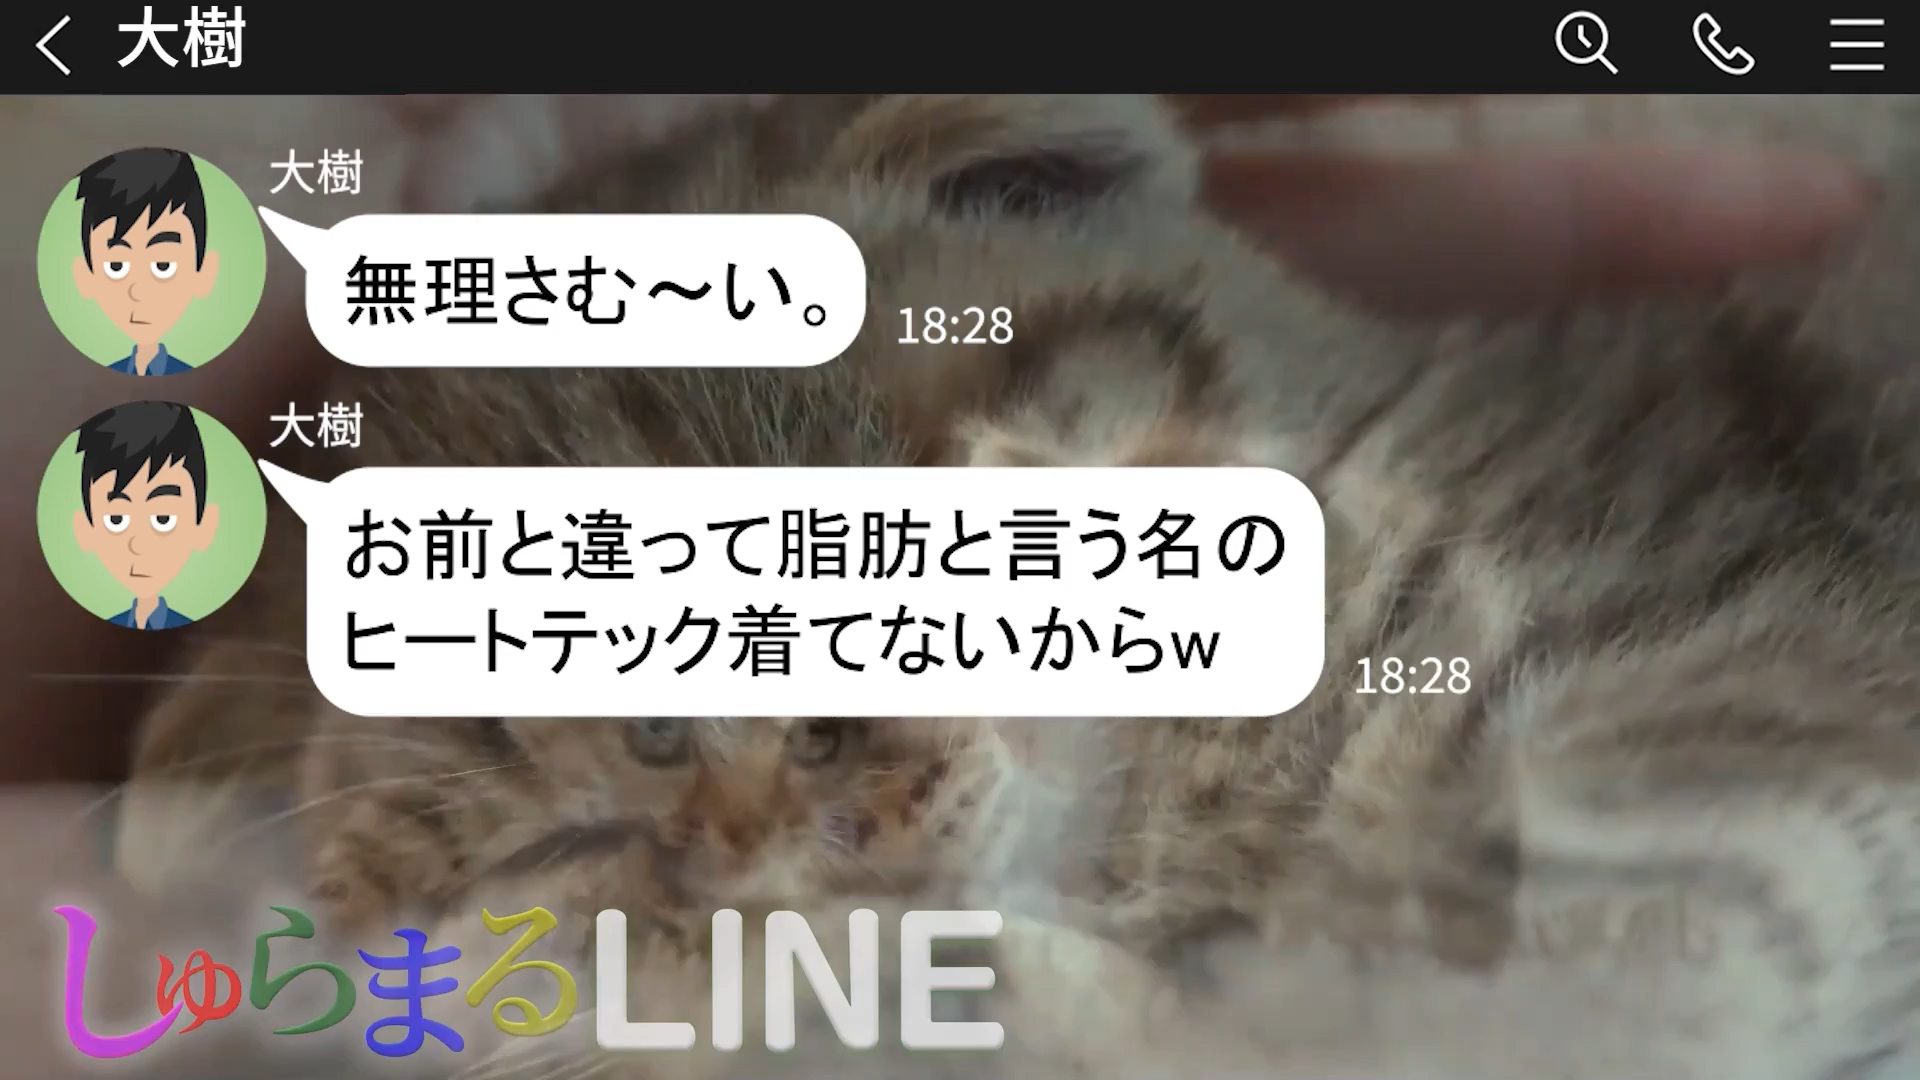 大樹
大樹
無理さむ～い。
18:28
大樹
お前と違って脂肪と言う名の
ヒートテック着てないからw
18:28
しゅらまるLINE